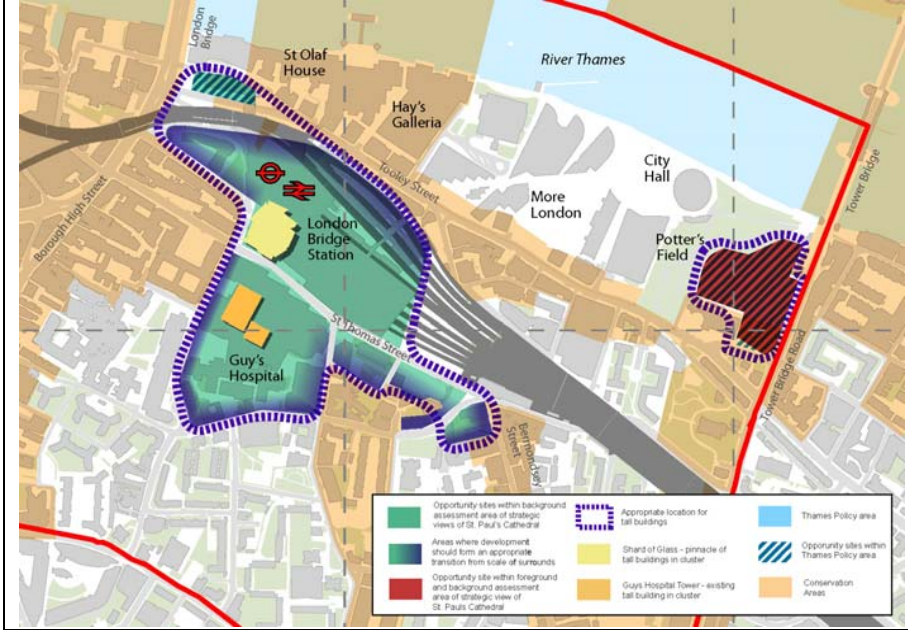 London
Bridge
St Olaf
House
River Thames
Hay's
Galleria
City
Hall
Tooley Street
Tower Bridge
More
London
Borough High Street
London
Bridge
Station
Potter's
Field
St Thomas Street
Guy's
Hospital
Tower Bridge Road
Bermondsey
Street
Opportunity sites within background
assessment area of strategic
views of St. Paul's Cathedral
Appropriate location for
tall buildings
Thames Policy area
Areas where development
should form an appropriate
transition from scale of surrounds
Shard of Glass - pinnacle of
tall buildings in cluster
Opporunity sites within
Thames Policy area
Opportunity site within foreground
and background assessment
area of strategic view of
St. Pauls Cathedral
Guys Hospital Tower - existing
tall building in cluster
Conservation
Areas